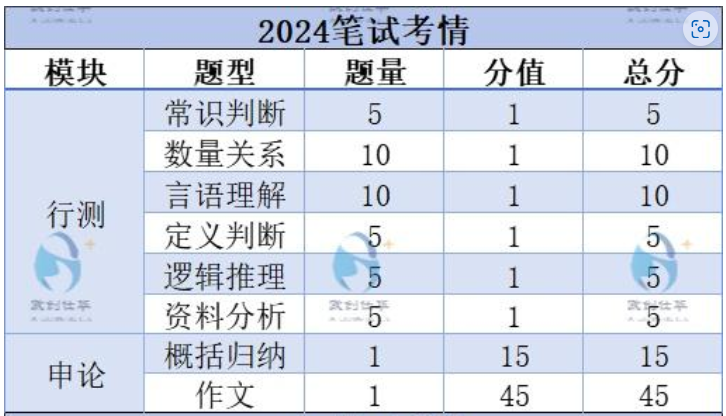 2024笔试考情
模块 题型 题量 分值 总分
行测
常识判断 5 1 5
数量关系 10 1 10
言语理解 10 1 10
定义判断 5 1 5
逻辑推理 5 1 5
资料分析 5 1 5
申论
概括归纳 1 15 15
作文 1 45 45